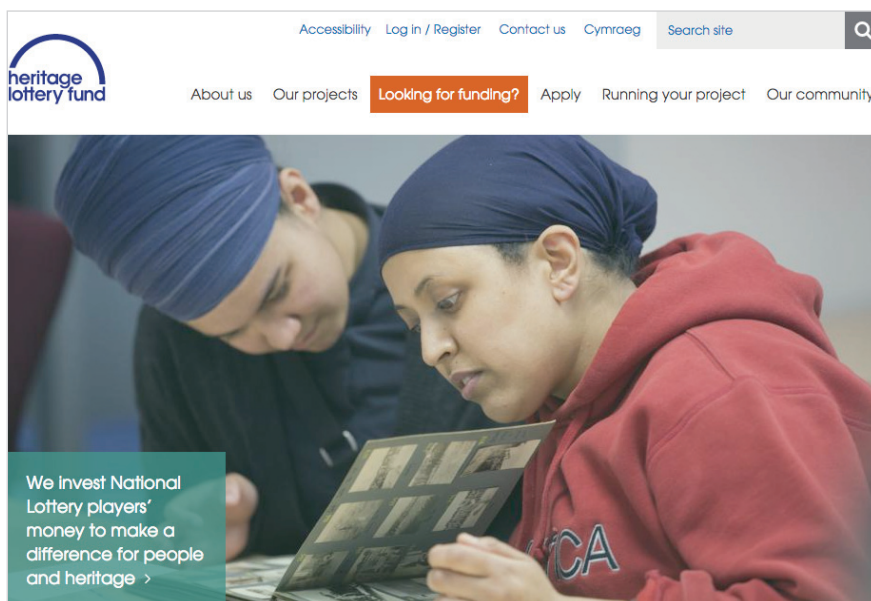 Accessibility Log in / Register Contact us Cymraeg Search site
heritage
lottery fund
About us Our projects Looking for funding? Apply Running your project Our community
We invest National
Lottery players’
money to make a
difference for people
and heritage >